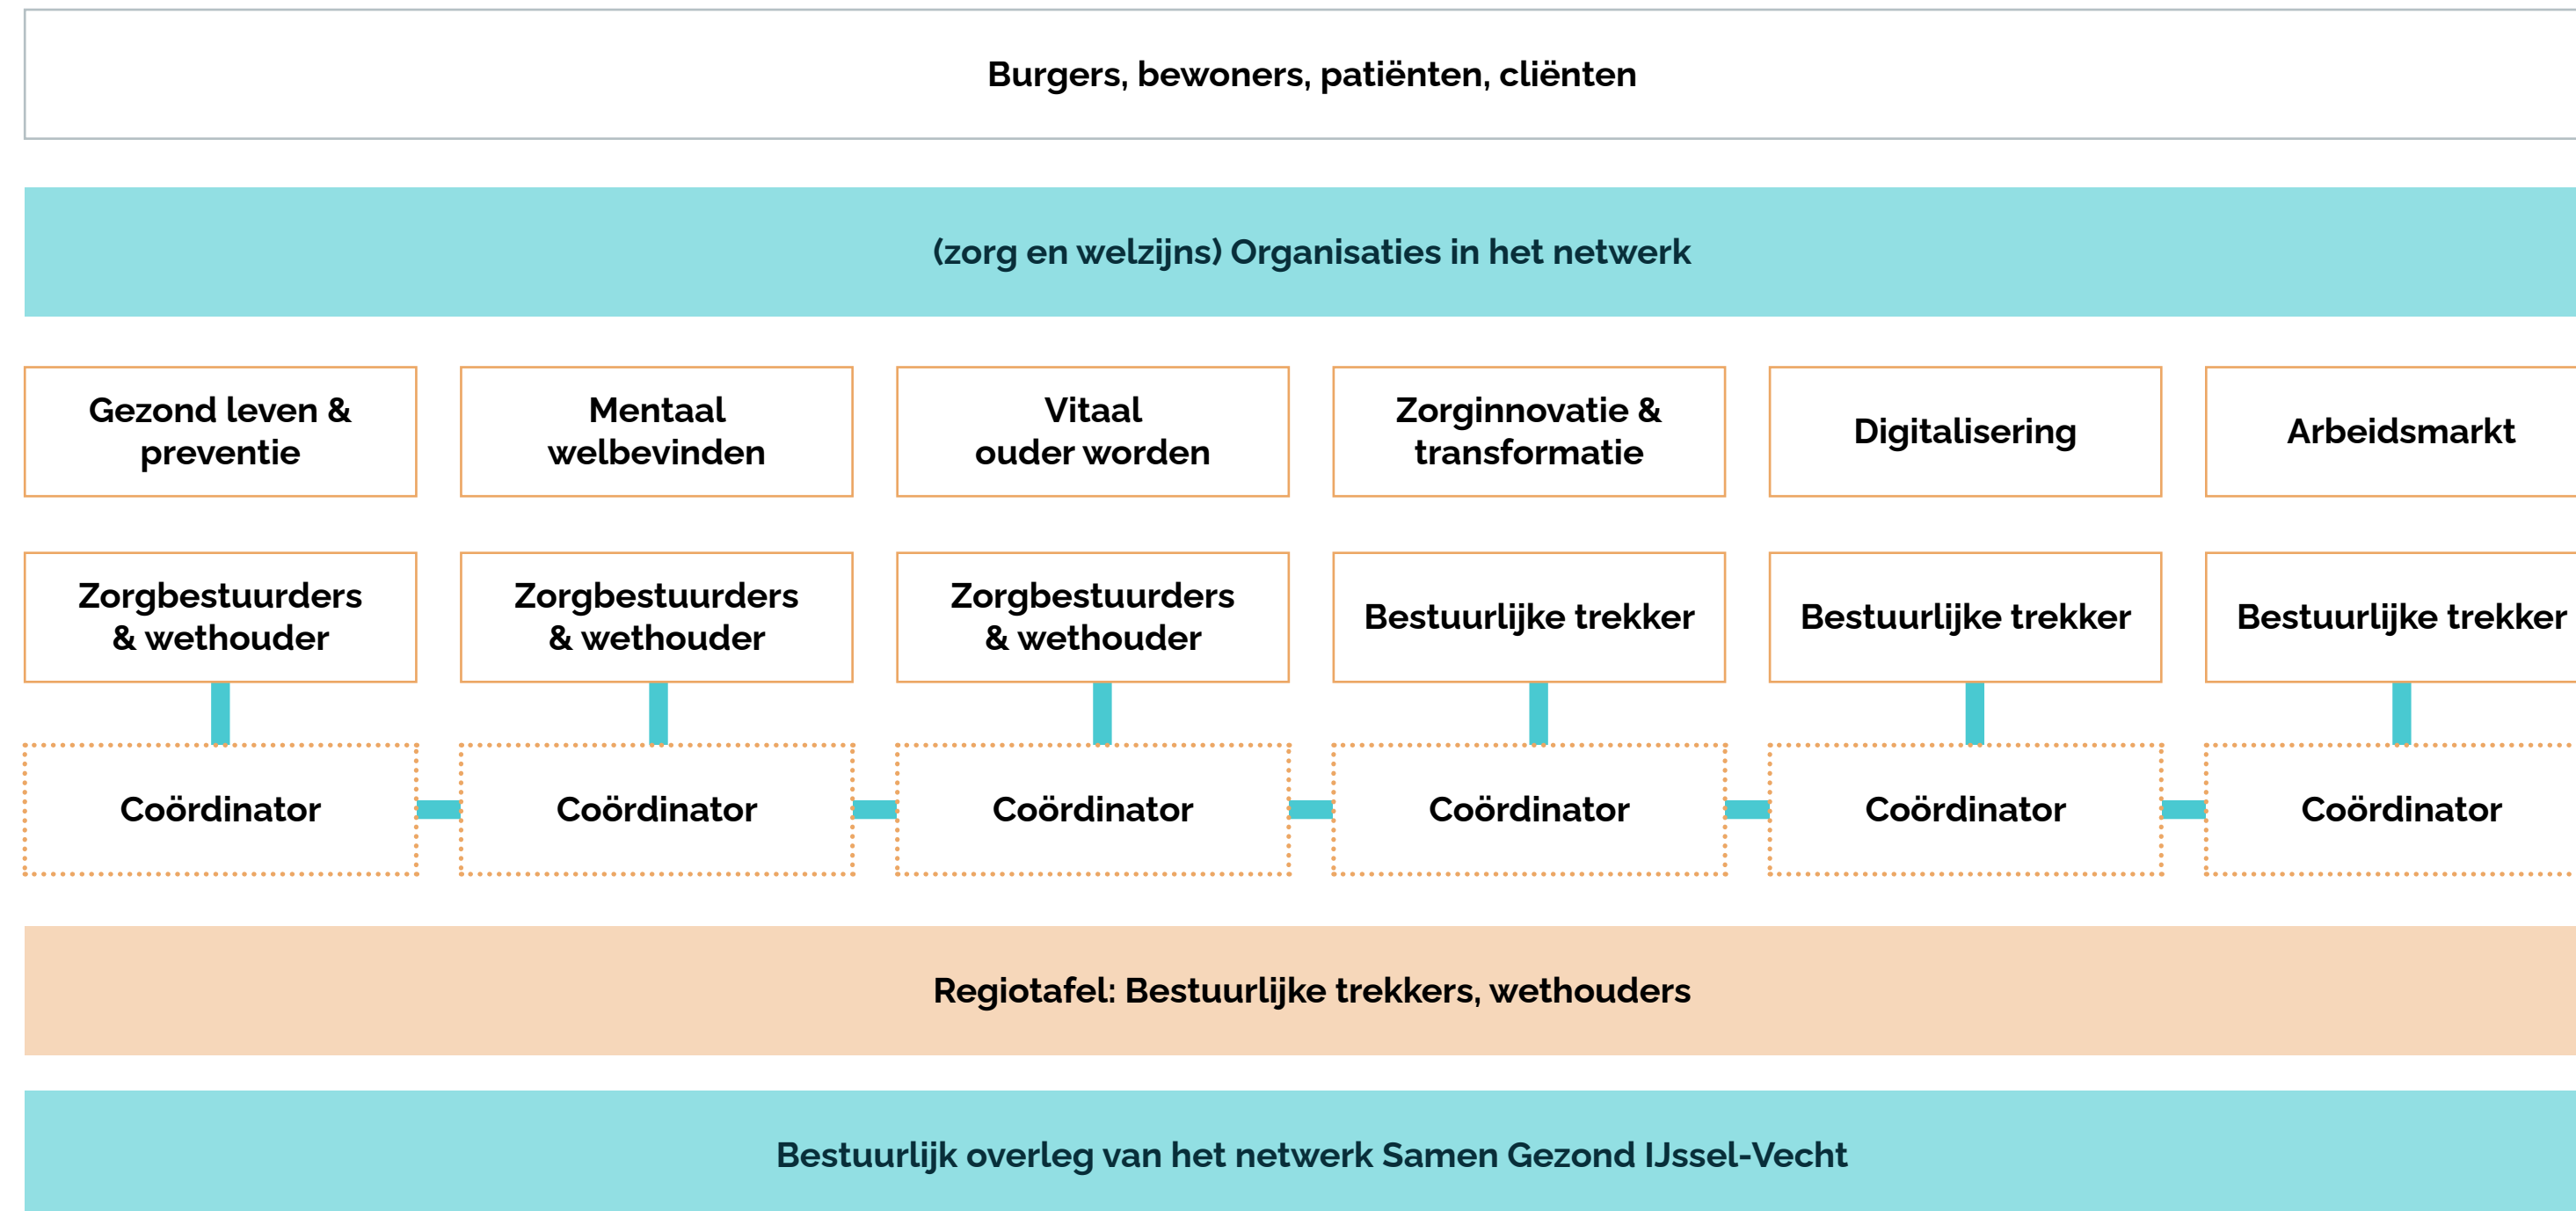 Burgers, bewoners, patiënten, cliënten
(zorg en welzijns) Organisaties in het netwerk
Gezond leven &
preventie
Mentaal
welbevinden
Vitaal
ouder worden
Zorginnovatie &
transformatie
Digitalisering
Arbeidsmarkt
Zorgbestuurders
& wethouder
Zorgbestuurders
& wethouder
Zorgbestuurders
& wethouder
Bestuurlijke trekker
Bestuurlijke trekker
Bestuurlijke trekker
Coördinator
Coördinator
Coördinator
Coördinator
Coördinator
Coördinator
Regiotafel: Bestuurlijke trekkers, wethouders
Bestuurlijk overleg van het netwerk Samen Gezond IJssel-Vecht